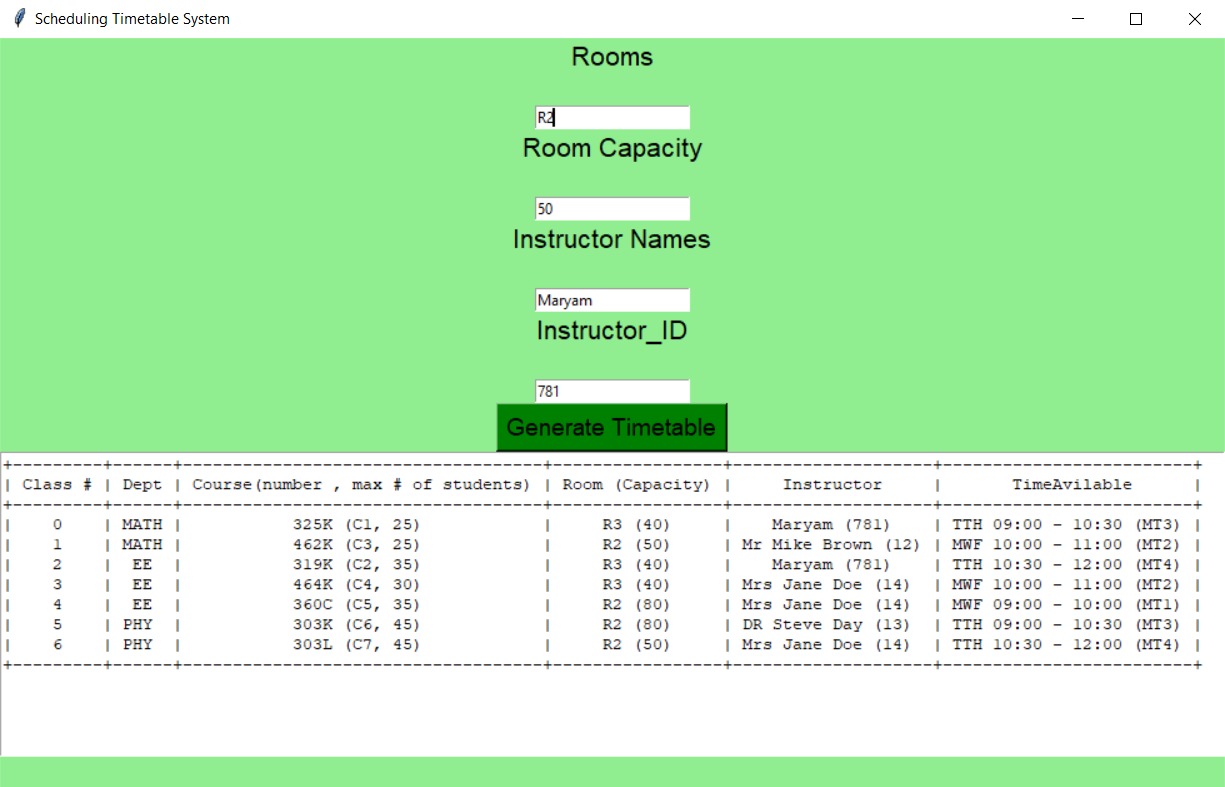 Scheduling Timetable System
Rooms
R2
Room Capacity
50
Instructor Names
Maryam
Instructor_ID
781
Generate Timetable
+---------+------+------------------------------------+-----------------+--------------------+-------------------------+
| Class # | Dept | Course(number , max # of students) | Room (Capacity) |     Instructor     |      TimeAvilable       |
+---------+------+------------------------------------+-----------------+--------------------+-------------------------+
|    0    | MATH |           325K (C1, 25)            |     R3 (40)     |    Maryam (781)    | TTH 09:00 - 10:30 (MT3) |
|    1    | MATH |           462K (C3, 25)            |     R2 (50)     | Mr Mike Brown (12) | MWF 10:00 - 11:00 (MT2) |
|    2    |  EE  |           319K (C2, 35)            |     R3 (40)     |    Maryam (781)    | TTH 10:30 - 12:00 (MT4) |
|    3    |  EE  |           464K (C4, 30)            |     R3 (40)     | Mrs Jane Doe (14)  | MWF 10:00 - 11:00 (MT2) |
|    4    |  EE  |           360C (C5, 35)            |     R2 (80)     | Mrs Jane Doe (14)  | MWF 09:00 - 10:00 (MT1) |
|    5    | PHY  |           303K (C6, 45)            |     R2 (80)     | DR Steve Day (13)  | TTH 09:00 - 10:30 (MT3) |
|    6    | PHY  |           303L (C7, 45)            |     R2 (50)     | Mrs Jane Doe (14)  | TTH 10:30 - 12:00 (MT4) |
+---------+------+------------------------------------+-----------------+--------------------+-------------------------+